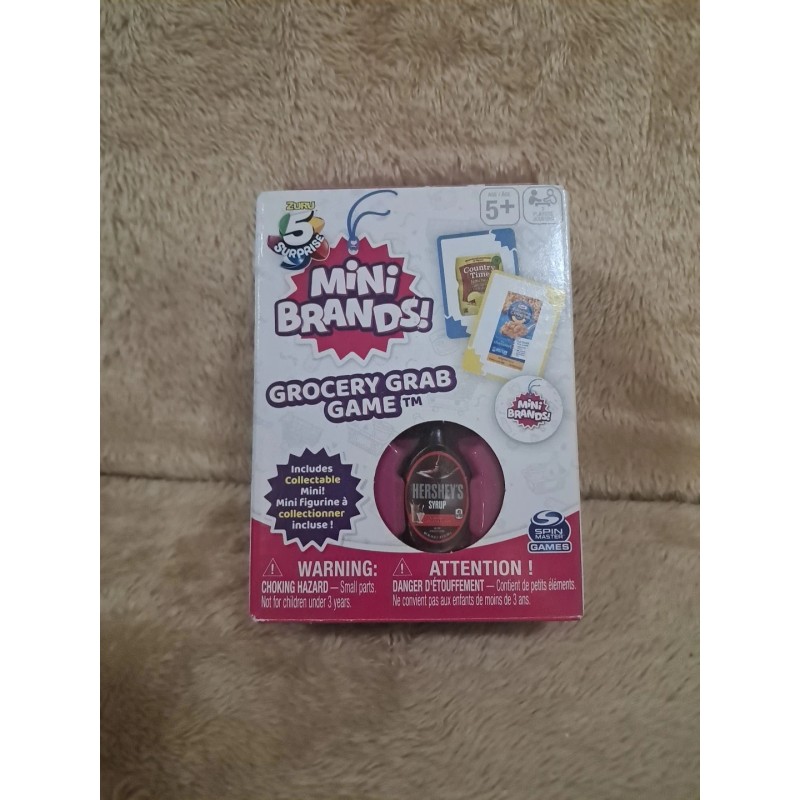 ZURU
5
SURPRISE
MiNi
BRANDS!
5+
Country
Time
GROCERY GRAB
GAME™
MiNi
BRANDS!
Includes
Collectable
Mini!
Mini figurine à
collectionner
incluse !
HERSHEY'S
SYRUP
SPIN
MASTER
GAMES
WARNING:
CHOKING HAZARD — Small parts.
Not for children under 3 years.
ATTENTION !
DANGER D'ÉTOUFFEMENT — Contient de petits éléments.
Ne convient pas aux enfants de moins de 3 ans.